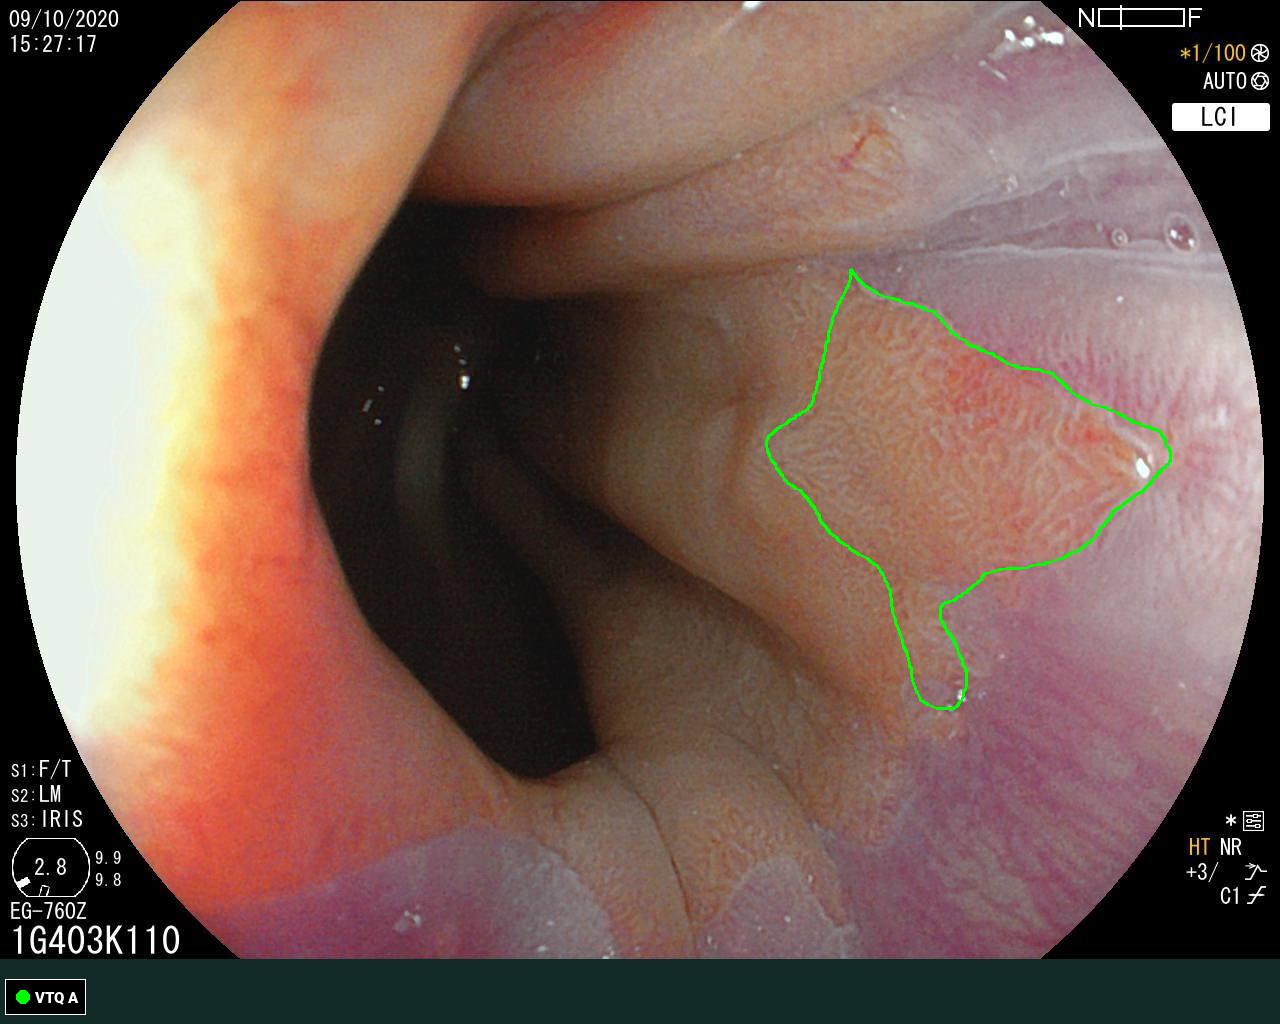 09/10/2020
15:27:17
N F
*1/100
AUTO
LCI
S1:F/T
S2:LM
S3:IRIS
2.8
9.9
9.8
EG-760Z
1G403K110
*
HT NR
+3/
C1
VTQ A